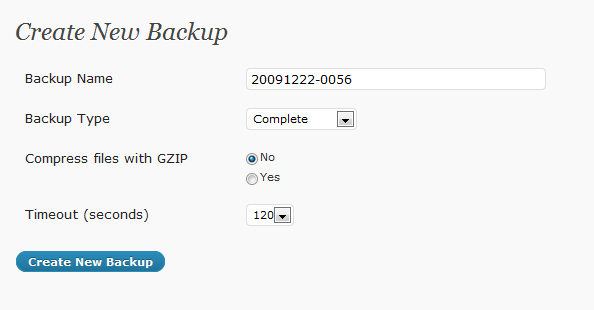 Create New Backup
Backup Name 20091222-0056
Backup Type Complete
Compress files with GZIP No
Yes
Timeout (seconds) 120
Create New Backup